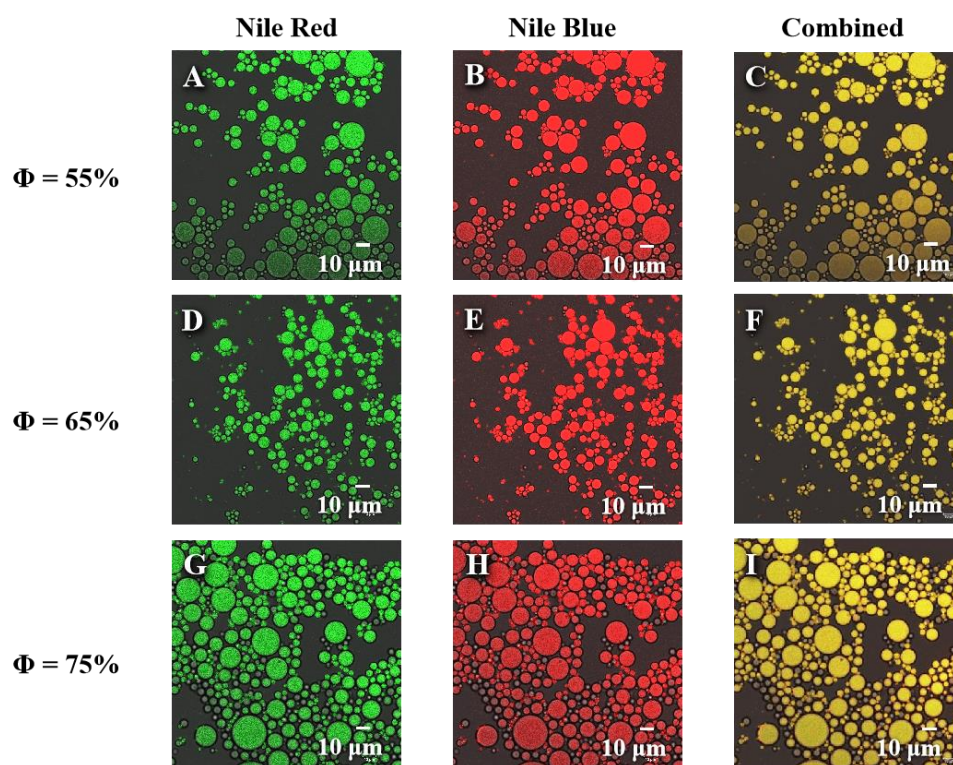 Nile Red
Nile Blue
Combined
Φ = 55%
A
10 µm
B
10 µm
C
10 µm
Φ = 65%
D
10 µm
E
10 µm
F
10 µm
Φ = 75%
G
10 µm
H
10 µm
I
10 µm